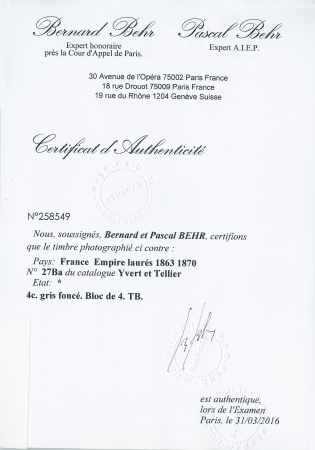 Bernard Behr Pascal Behr
Expert honoraire Expert A.I.E.P.
près la Cour d'Appel de Paris.
30 Avenue de l'Opéra 75002 Paris France
18 rue Drouot 75009 Paris France
19 rue du Rhône 1204 Genéve Suisse
Certificat d'Authenticité
N°258549
Nous, soussignés, Bernard et Pascal BEHR, certifions
que le timbre photographié ci contre :
Pays: France Empire laurés 1863 1870
N° 27Ba du catalogue Yvert et Tellier
Etat: *
4c. gris foncé. Bloc de 4. TB.
est authentique,
lors de l'Examen
Paris, le 31/03/2016